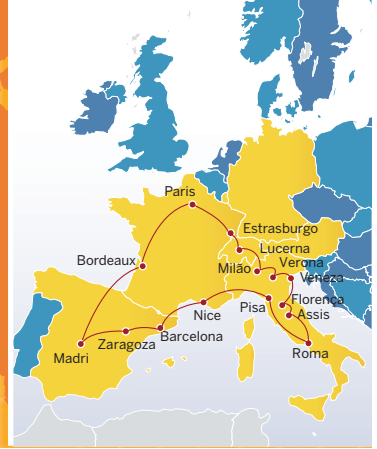 Paris
Estrasburgo
Lucerna
Verona
Bordeaux
Milão
Veneza
Nice
Pisa
Florença
Assis
Barcelona
Zaragoza
Madri
Roma